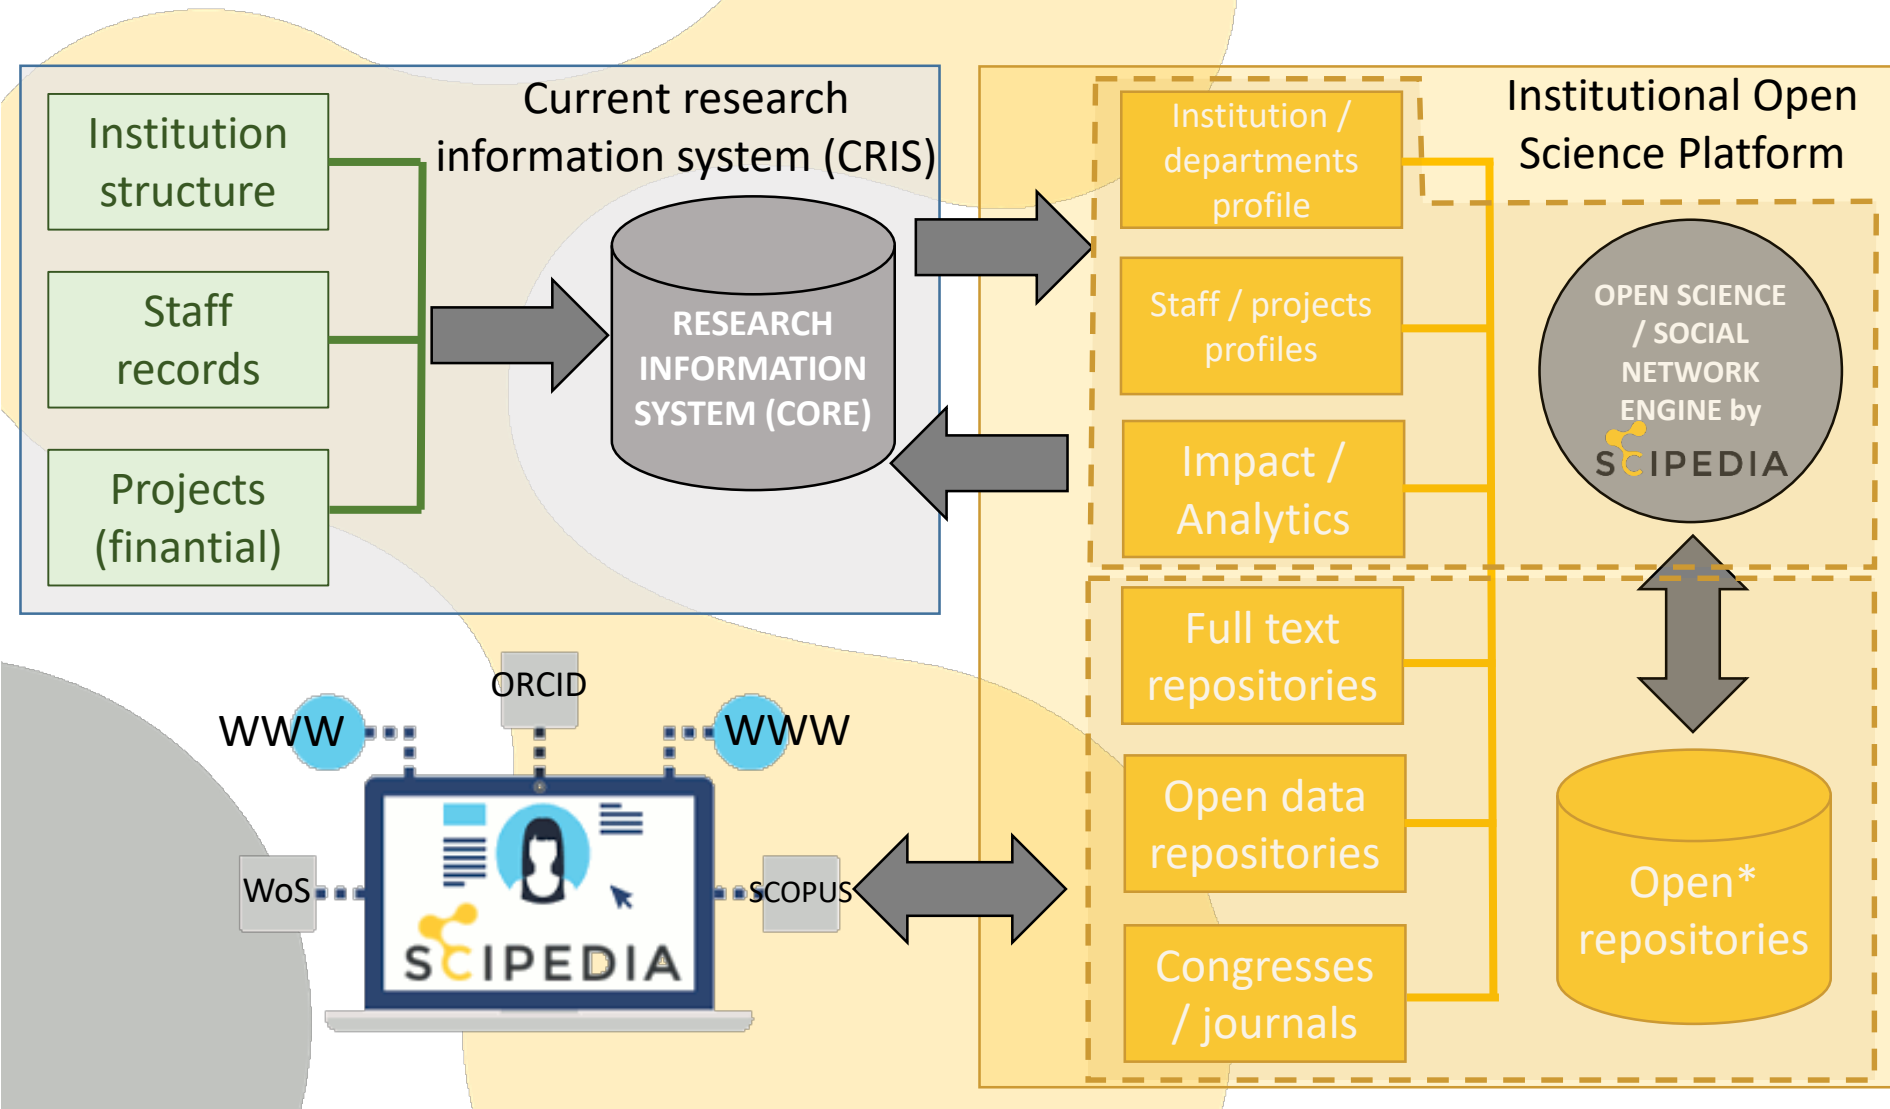 Current research
information system (CRIS)
Institution
structure
Staff
records
Projects
(finantial)
RESEARCH
INFORMATION
SYSTEM (CORE)
Institutional Open
Science Platform
Institution /
departments
profile
Staff / projects
profiles
Impact /
Analytics
Full text
repositories
Open data
repositories
Congresses
/ journals
OPEN SCIENCE
/ SOCIAL
NETWORK
ENGINE by
SCIPEDIA
Open*
repositories
ORCID
WWW
WWW
WoS
SCOPUS
SCIPEDIA